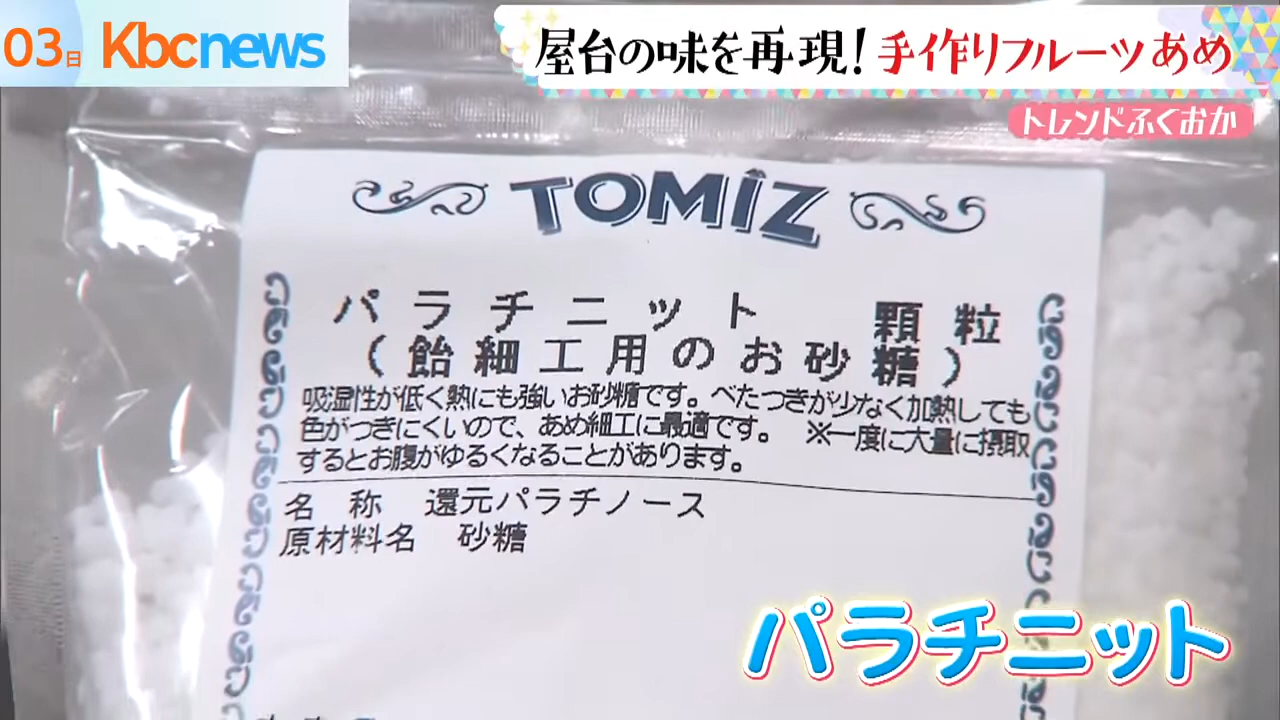 03日 Kbcnews
屋台の味を再現！手作りフルーツあめ
トレンドふくおか
TOMIZ
パラチニット 顆粒
（飴細工用のお砂糖）
吸湿性が低く熱にも強いお砂糖です。べたつきが少なく加熱しても
色がつきにくいので、あめ細工に最適です。 ※一度に大量に摂取
するとお腹がゆるくなることがあります。
名称 還元パラチノース
原材料名 砂糖
パラチニット